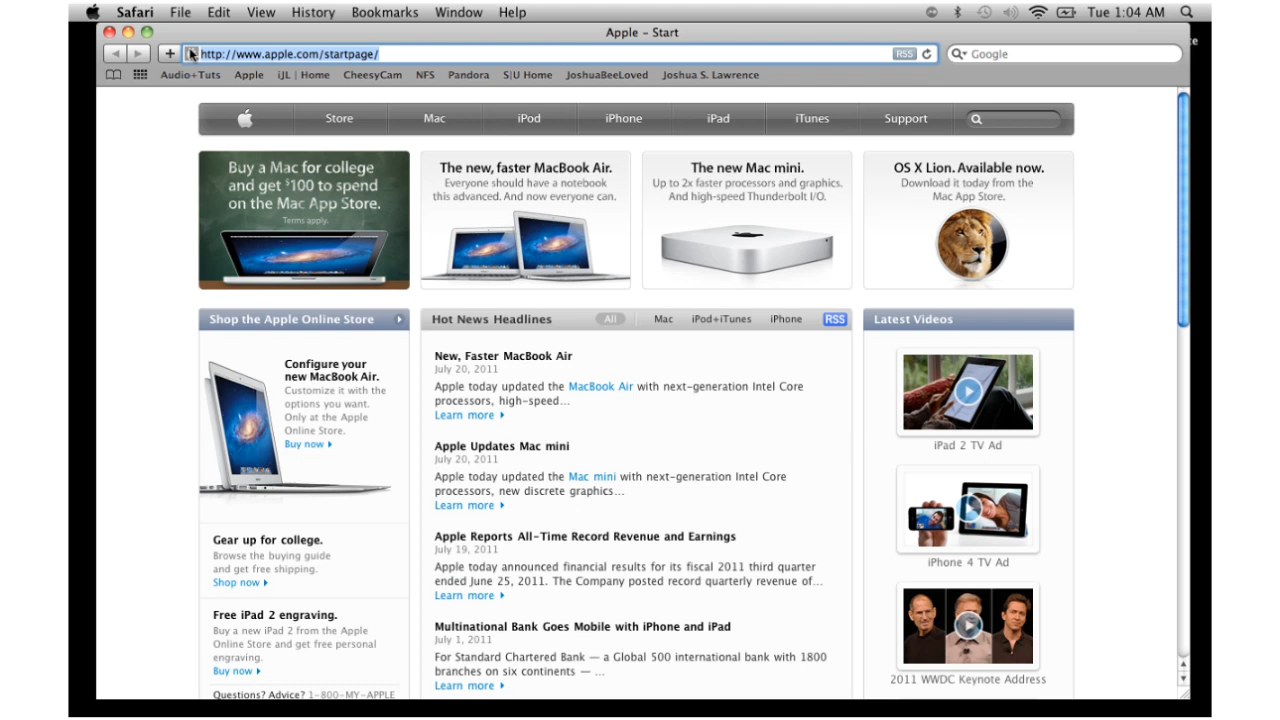 Safari File Edit View History Bookmarks Window Help Tue 1:04 AM
Apple – Start
http://www.apple.com/startpage/ RSS Google
Audio+Tuts Apple iJL | Home CheesyCam NFS Pandora S|U Home JoshuaBeeLoved Joshua S. Lawrence
Store Mac iPod iPhone iPad iTunes Support
Buy a Mac for college
and get $100 to spend
on the Mac App Store.
Terms apply.
The new, faster MacBook Air.
Everyone should have a notebook
this advanced. And now everyone can.
The new Mac mini.
Up to 2x faster processors and graphics.
And high-speed Thunderbolt I/O.
OS X Lion. Available now.
Download it today from the
Mac App Store.
Shop the Apple Online Store
Configure your
new MacBook Air.
Customize it with the
options you want.
Only at the Apple
Online Store.
Buy now
Gear up for college.
Browse the buying guide
and get free shipping.
Shop now
Free iPad 2 engraving.
Buy a new iPad 2 from the Apple
Online Store and get free personal
engraving.
Buy now
Questions? Advice? 1-800-MY-APPLE
Hot News Headlines All Mac iPod+iTunes iPhone RSS
New, Faster MacBook Air
July 20, 2011
Apple today updated the MacBook Air with next-generation Intel Core
processors, high-speed...
Learn more
Apple Updates Mac mini
July 20, 2011
Apple today updated the Mac mini with next-generation Intel Core
processors, new discrete graphics...
Learn more
Apple Reports All-Time Record Revenue and Earnings
July 19, 2011
Apple today announced financial results for its fiscal 2011 third quarter
ended June 25, 2011. The Company posted record quarterly revenue of...
Learn more
Multinational Bank Goes Mobile with iPhone and iPad
July 1, 2011
For Standard Chartered Bank — a Global 500 international bank with 1800
branches on six continents — ...
Learn more
Latest Videos
iPad 2 TV Ad
iPhone 4 TV Ad
2011 WWDC Keynote Address